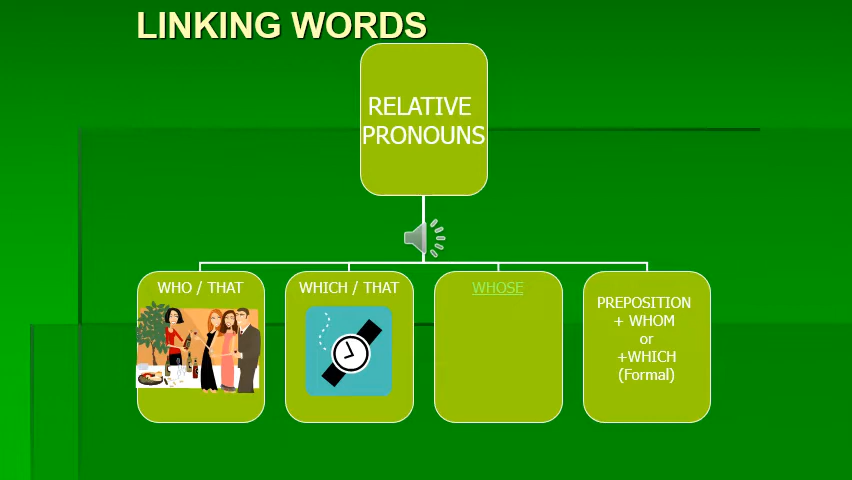 LINKING WORDS
RELATIVE
PRONOUNS
WHO / THAT
WHICH / THAT
WHOSE
PREPOSITION
+ WHOM
or
+WHICH
(Formal)